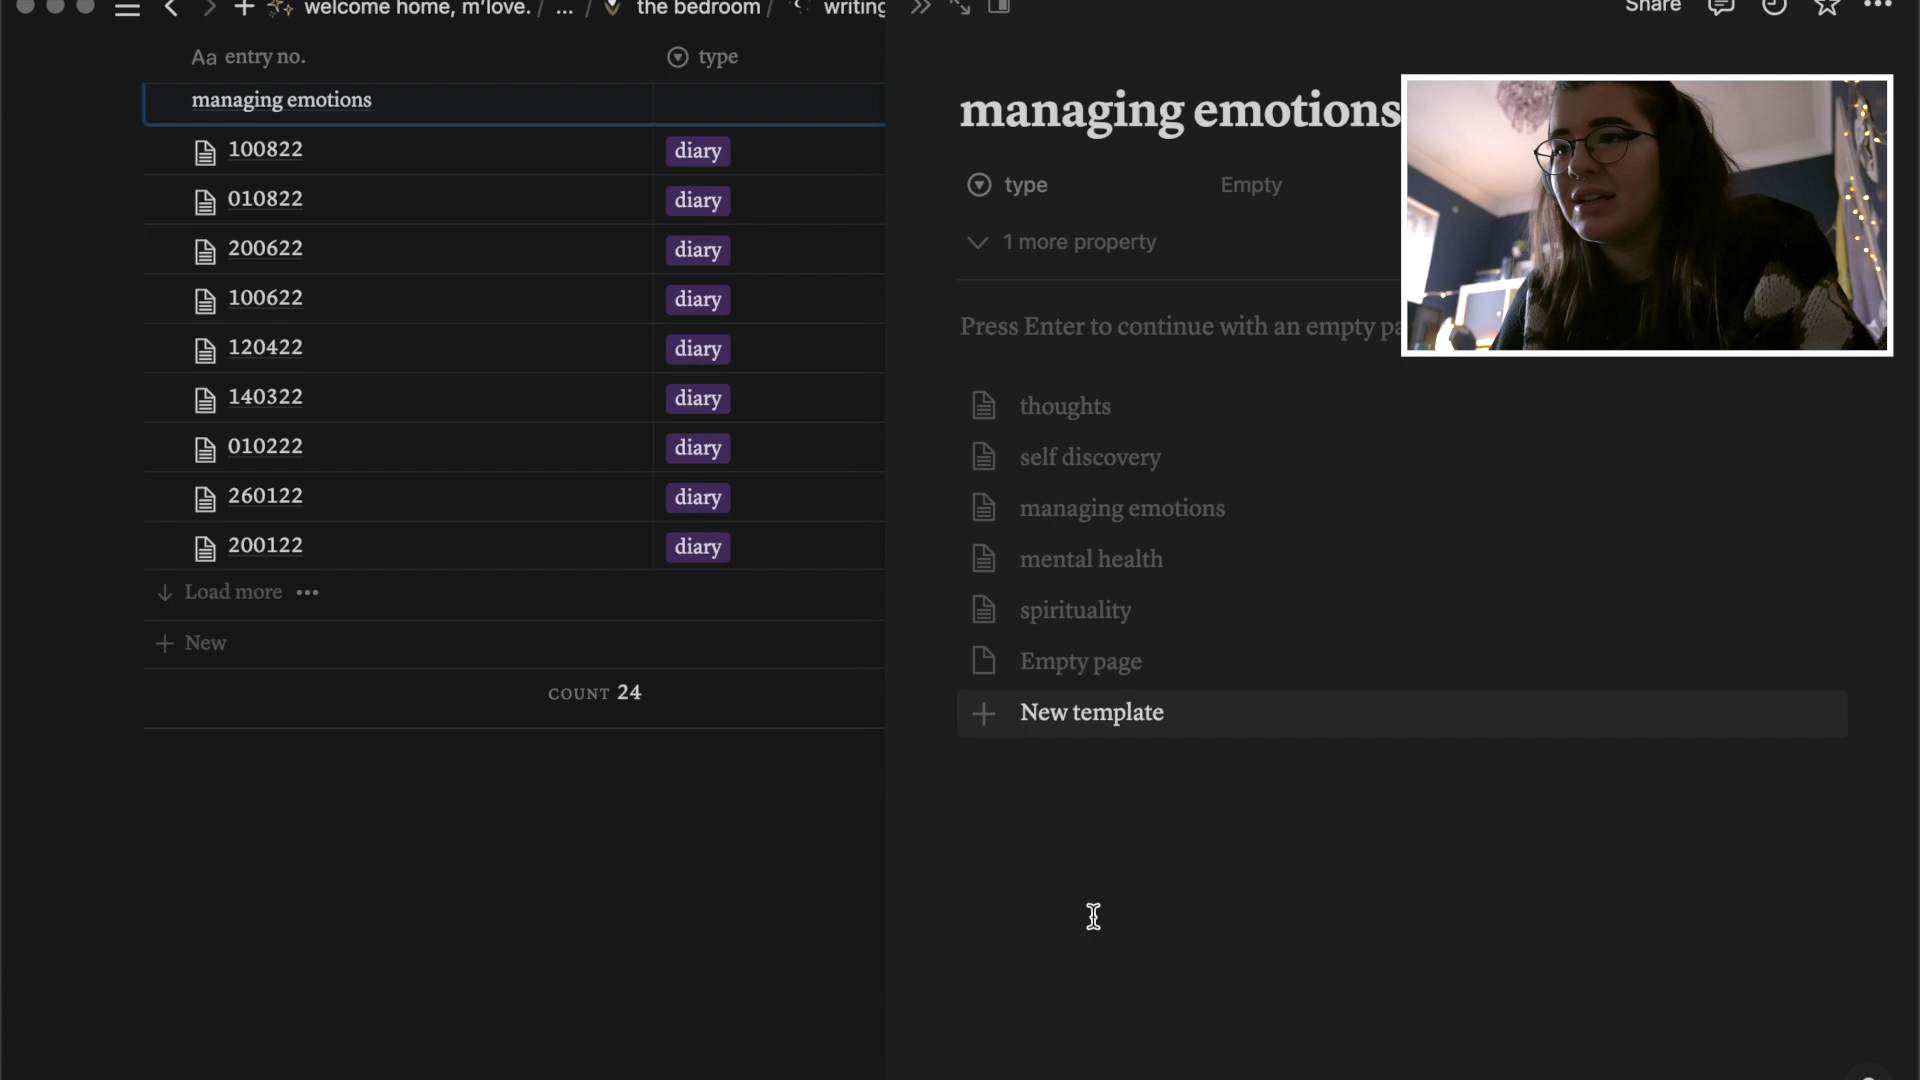 welcome home, m'love. / ... / the bedroom / writing
Share
Aa entry no.
type
managing emotions
100822 diary
010822 diary
200622 diary
100622 diary
120422 diary
140322 diary
010222 diary
260122 diary
200122 diary
Load more •••
+ New
COUNT 24
managing emotions
type Empty
1 more property
Press Enter to continue with an empty pa
thoughts
self discovery
managing emotions
mental health
spirituality
Empty page
+ New template